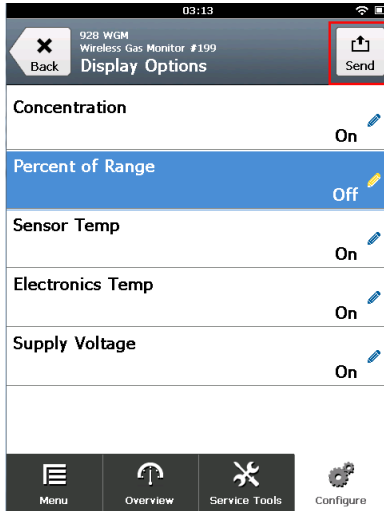 03:13
928 WGM
Wireless Gas Monitor #199
Back
Display Options
Send
Concentration
On
Percent of Range
Off
Sensor Temp
On
Electronics Temp
On
Supply Voltage
On
Menu
Overview
Service Tools
Configure